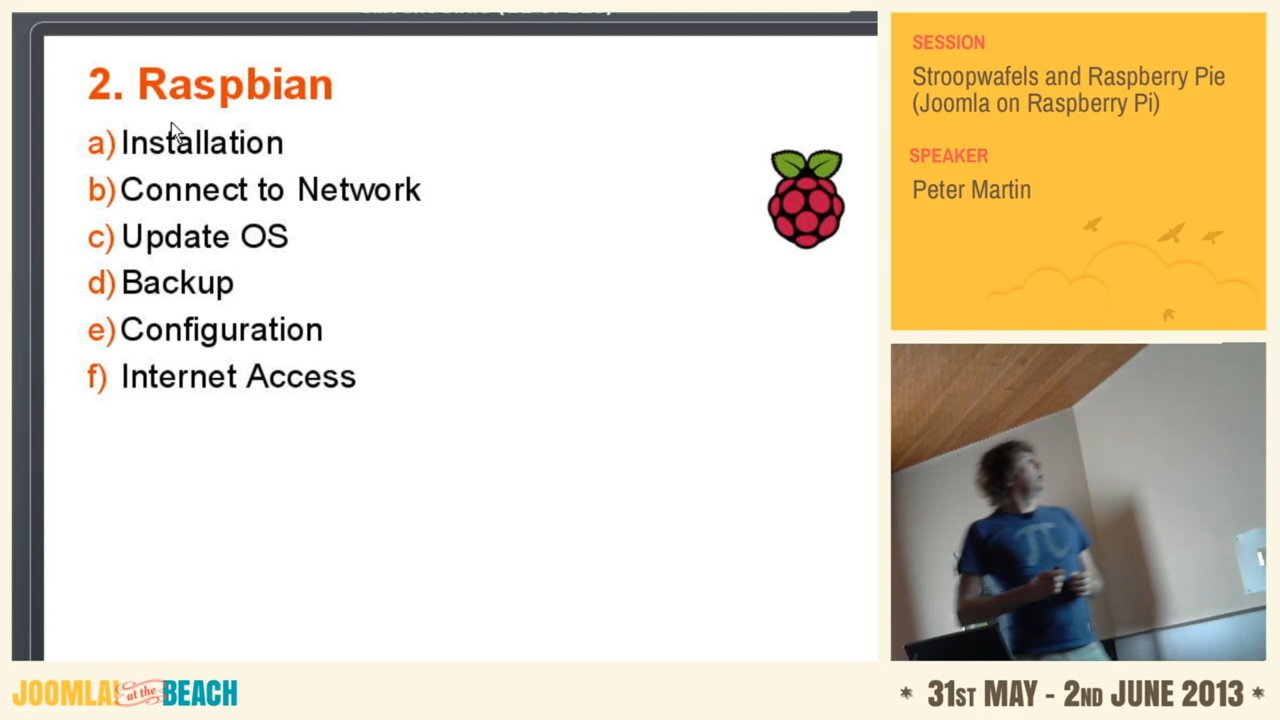 2. Raspbian
a) Installation
b) Connect to Network
c) Update OS
d) Backup
e) Configuration
f) Internet Access
SESSION
Stroopwafels and Raspberry Pie
(Joomla on Raspberry Pi)
SPEAKER
Peter Martin
π
JOOMLA! at the BEACH
* 31ST MAY - 2ND JUNE 2013 *